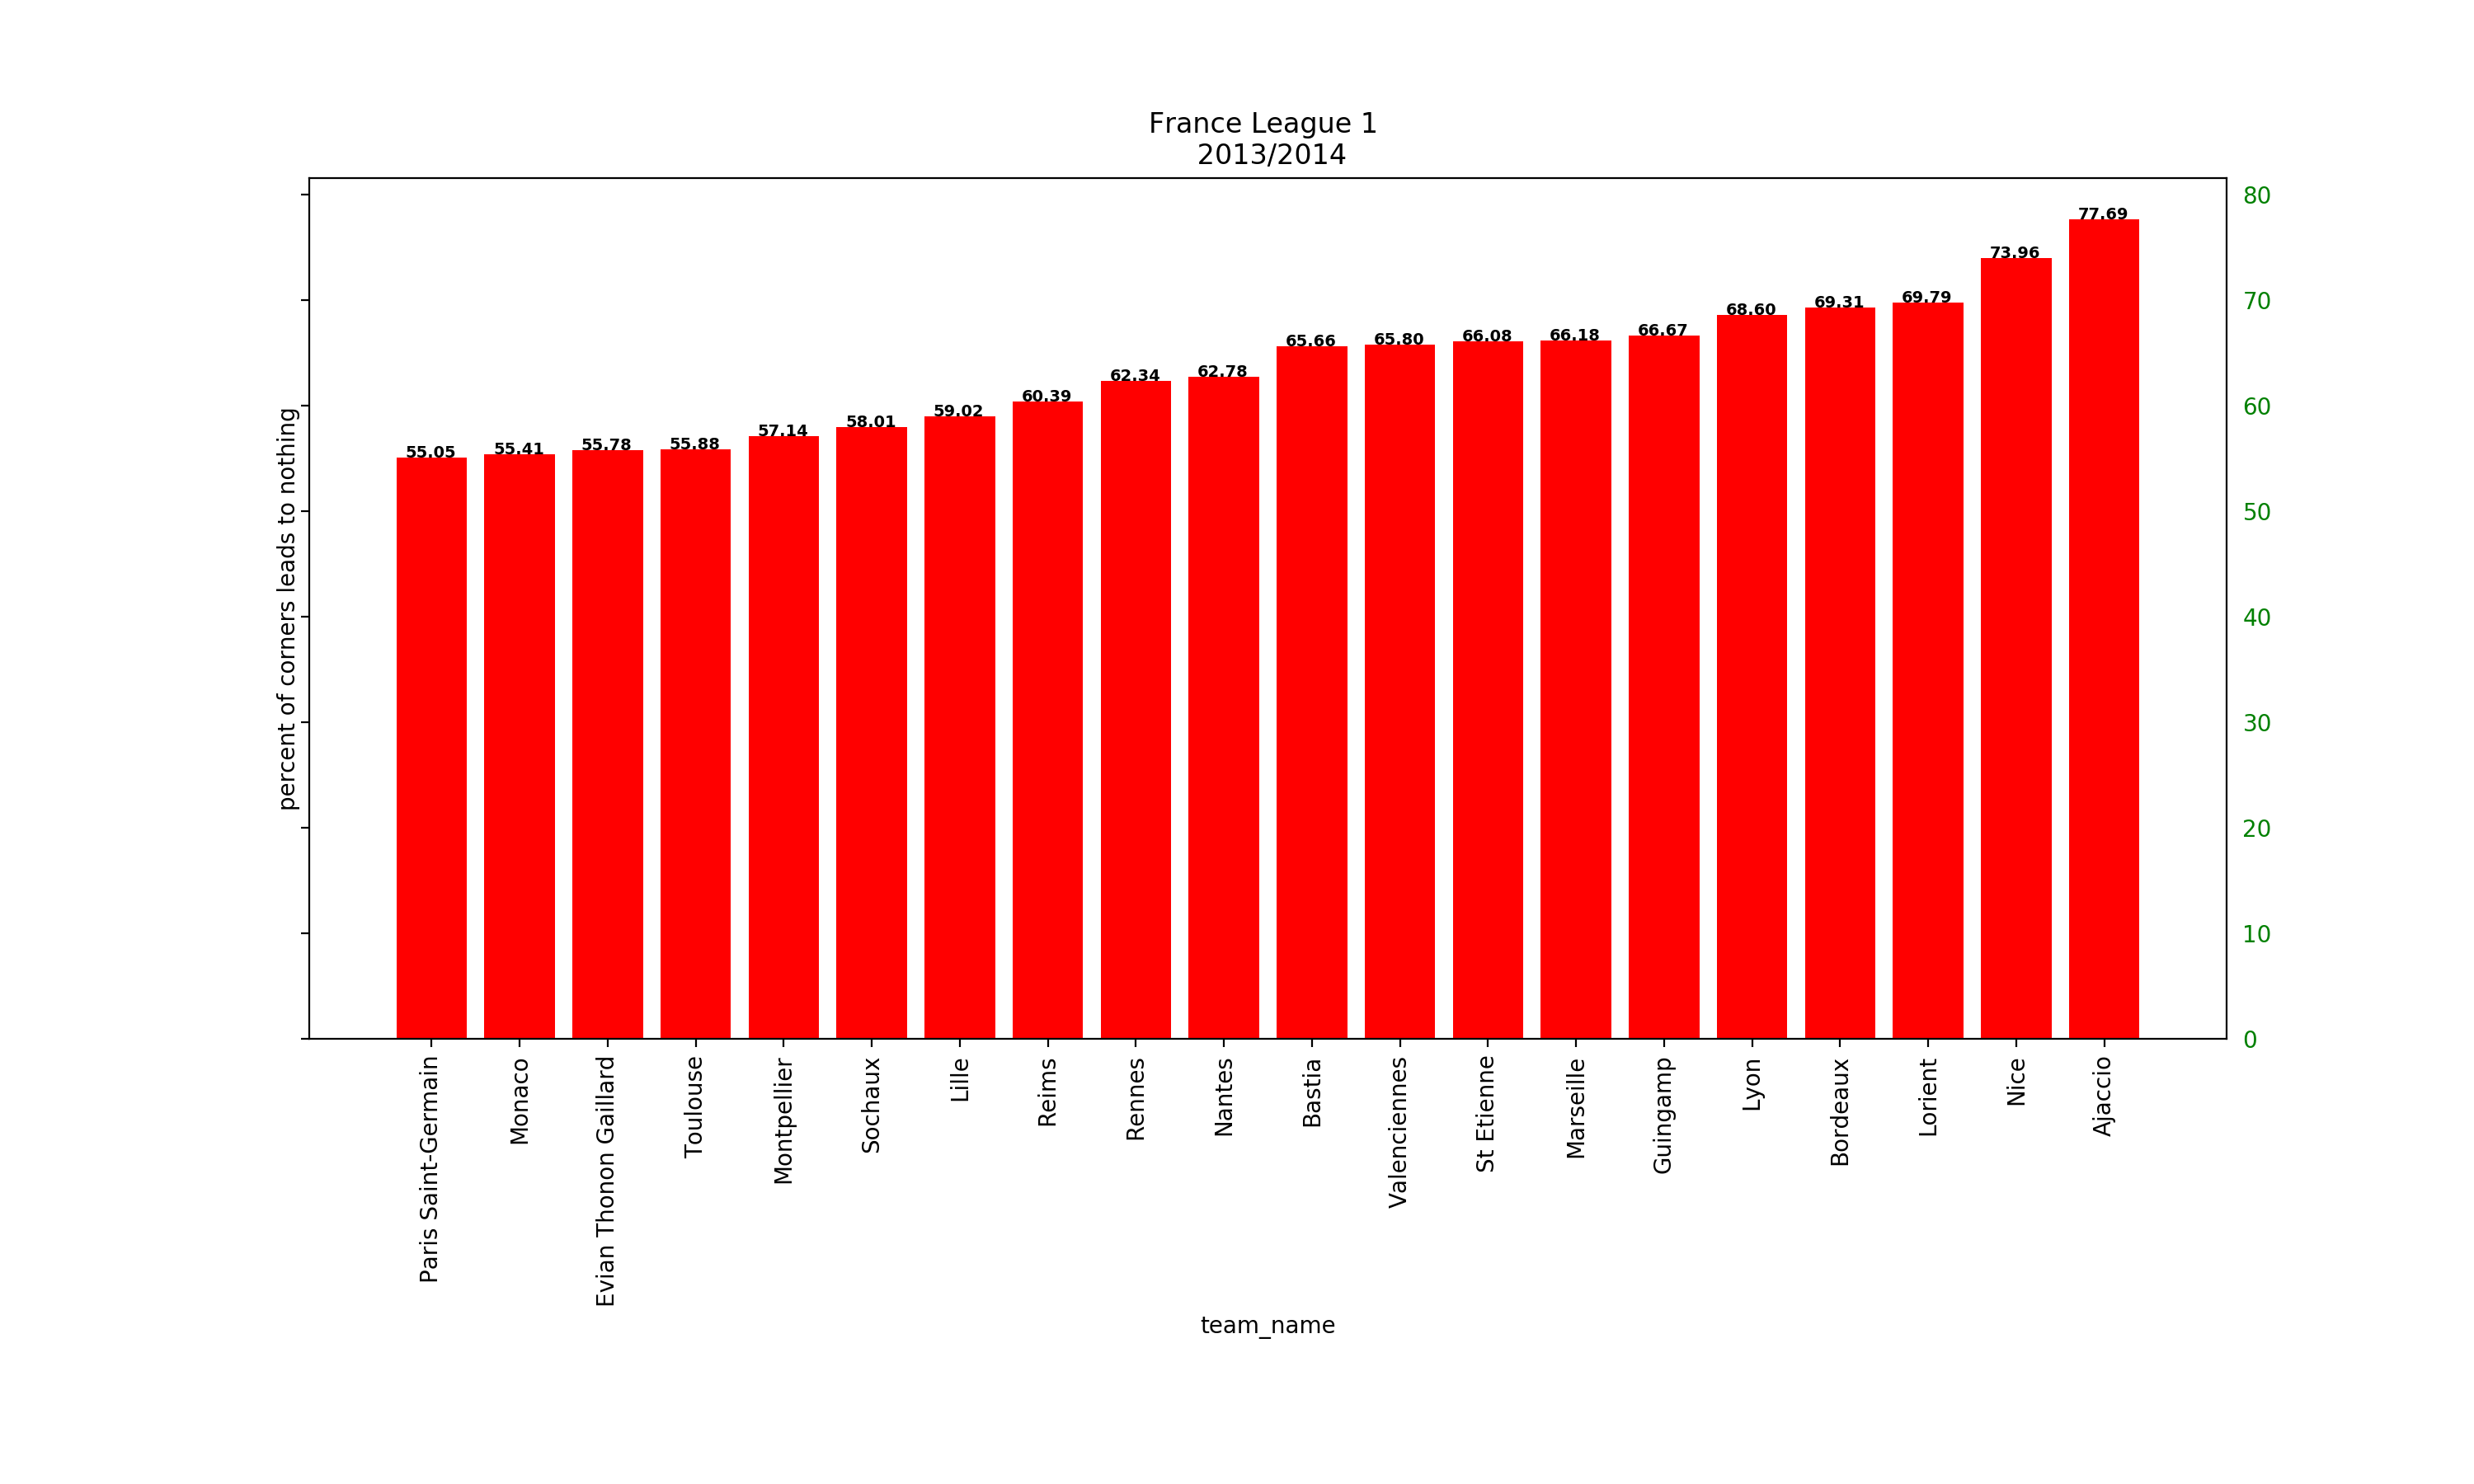 France League 1
2013/2014
percent of corners leads to nothing
80
70
60
50
40
30
20
10
0
55.05
55.41
55.78
55.88
57.14
58.01
59.02
60.39
62.34
62.78
65.66
65.80
66.08
66.18
66.67
68.60
69.31
69.79
73.96
77.69
Paris Saint-Germain
Monaco
Evian Thonon Gaillard
Toulouse
Montpellier
Sochaux
Lille
Reims
Rennes
Nantes
Bastia
Valenciennes
St Etienne
Marseille
Guingamp
Lyon
Bordeaux
Lorient
Nice
Ajaccio
team_name